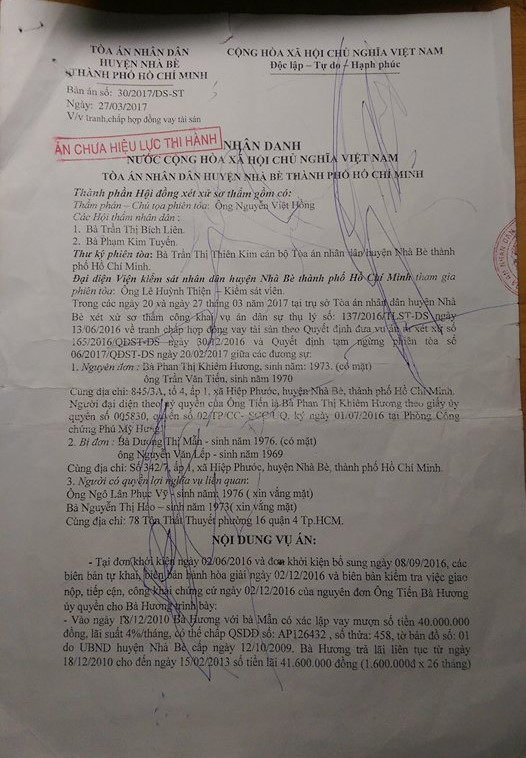 TÒA ÁN NHÂN DÂN
HUYỆN NHÀ BÈ
THÀNH PHỐ HỒ CHÍ MINH
CỘNG HÒA XÃ HỘI CHỦ NGHĨA VIỆT NAM
Độc lập – Tự do – Hạnh phúc
Bản án số: 30/2017/DS-ST
Ngày: 27/03/2017
V/v tranh chấp hợp đồng vay tài sản
ÁN CHƯA HIỆU LỰC THI HÀNH
NHÂN DANH
NƯỚC CỘNG HÒA XÃ HỘI CHỦ NGHĨA VIỆT NAM
TÒA ÁN NHÂN DÂN HUYỆN NHÀ BÈ THÀNH PHỐ HỒ CHÍ MINH
Thành phần Hội đồng xét xử sơ thẩm gồm có:
Thẩm phán – Chủ tọa phiên tòa: Ông Nguyễn Việt Hồng
Các Hội thẩm nhân dân :
1. Bà Trần Thị Bích Liên.
2. Bà Phạm Kim Tuyến.
Thư ký phiên tòa: Bà Trần Thị Thiên Kim cán bộ Tòa án nhân dân huyện Nhà Bè thành
phố Hồ Chí Minh.
Đại diện Viện kiểm sát nhân dân huyện Nhà Bè thành phố Hồ Chí Minh tham gia
phiên tòa: Ông Lê Huỳnh Thiện – Kiểm sát viên.
Trong các ngày 20 và ngày 27 tháng 03 năm 2017 tại trụ sở Tòa án nhân dân huyện Nhà
Bè xét xử sơ thẩm công khai vụ án dân sự thụ lý số: 137/2016/TLST-DS ngày
13/06/2016 về tranh chấp hợp đồng vay tài sản theo Quyết định đưa vụ án ra xét xử số
165/2016/QĐST-DS ngày 30/12/2016 và Quyết định tạm ngừng phiên tòa số
06/2017/QĐST-DS ngày 20/02/2017 giữa các đương sự:
1. Nguyên đơn: Bà Phan Thị Khiêm Hương, sinh năm: 1973. (có mặt)
ông Trần Văn Tiến, sinh năm 1970
Cùng địa chỉ: 845/3A, tổ 4, ấp 1, xã Hiệp Phước, huyện Nhà Bè, thành phố Hồ Chí Minh.
Người đại diện theo ủy quyền của Ông Tiến là Bà Phan Thị Khiêm Hương theo giấy ủy
quyền số 005830, quyển số 02/TP/CC- SCC/UQ, ký ngày 01/07/2016 tại Phòng Công
chứng Phú Mỹ Hưng
2. Bị đơn : Bà Dương Thị Mẫn - sinh năm 1976. (có mặt)
ông Nguyễn Văn Lếp - sinh năm 1969
Cùng địa chỉ: Số 342/7, ấp 1, xã Hiệp Phước, huyện Nhà Bè, thành phố Hồ Chí Minh.
3. Người có quyền lợi nghĩa vụ liên quan:
Ông Ngô Lân Phục Vỹ - sinh năm 1976 ( xin vắng mặt)
Bà Nguyễn Thị Hảo – sinh năm 1973( xin vắng mặt)
Cùng địa chỉ: 78 Tôn Thất Thuyết phường 16 quận 4 Tp.HCM.
NỘI DUNG VỤ ÁN:
- Tại đơn khởi kiện ngày 02/06/2016 và đơn khởi kiện bổ sung ngày 08/09/2016, các
biên bản tự khai, biên bản hành hòa giải ngày 02/12/2016 và biên bản kiểm tra việc giao
nộp, tiếp cận, công khai chứng cứ ngày 02/12/2016 của nguyên đơn Ông Tiến Bà Hương
ủy quyền cho Bà Hương trình bày:
- Vào ngày 18/12/2010 Bà Hương với bà Mẫn có xác lập vay mượn số tiền 40.000.000
đồng, lãi suất 4%/tháng, có thế chấp QSDD số: AP126432 , số thửa: 458, tờ bản đồ số: 01
do UBND huyện Nhà Bè cấp ngày 12/10/2009. Bà Hương trả lãi liên tục từ ngày
18/12/2010 cho đến ngày 15/02/2013 số tiền lãi 41.600.000 đồng (1.600.000đ x 26 tháng)